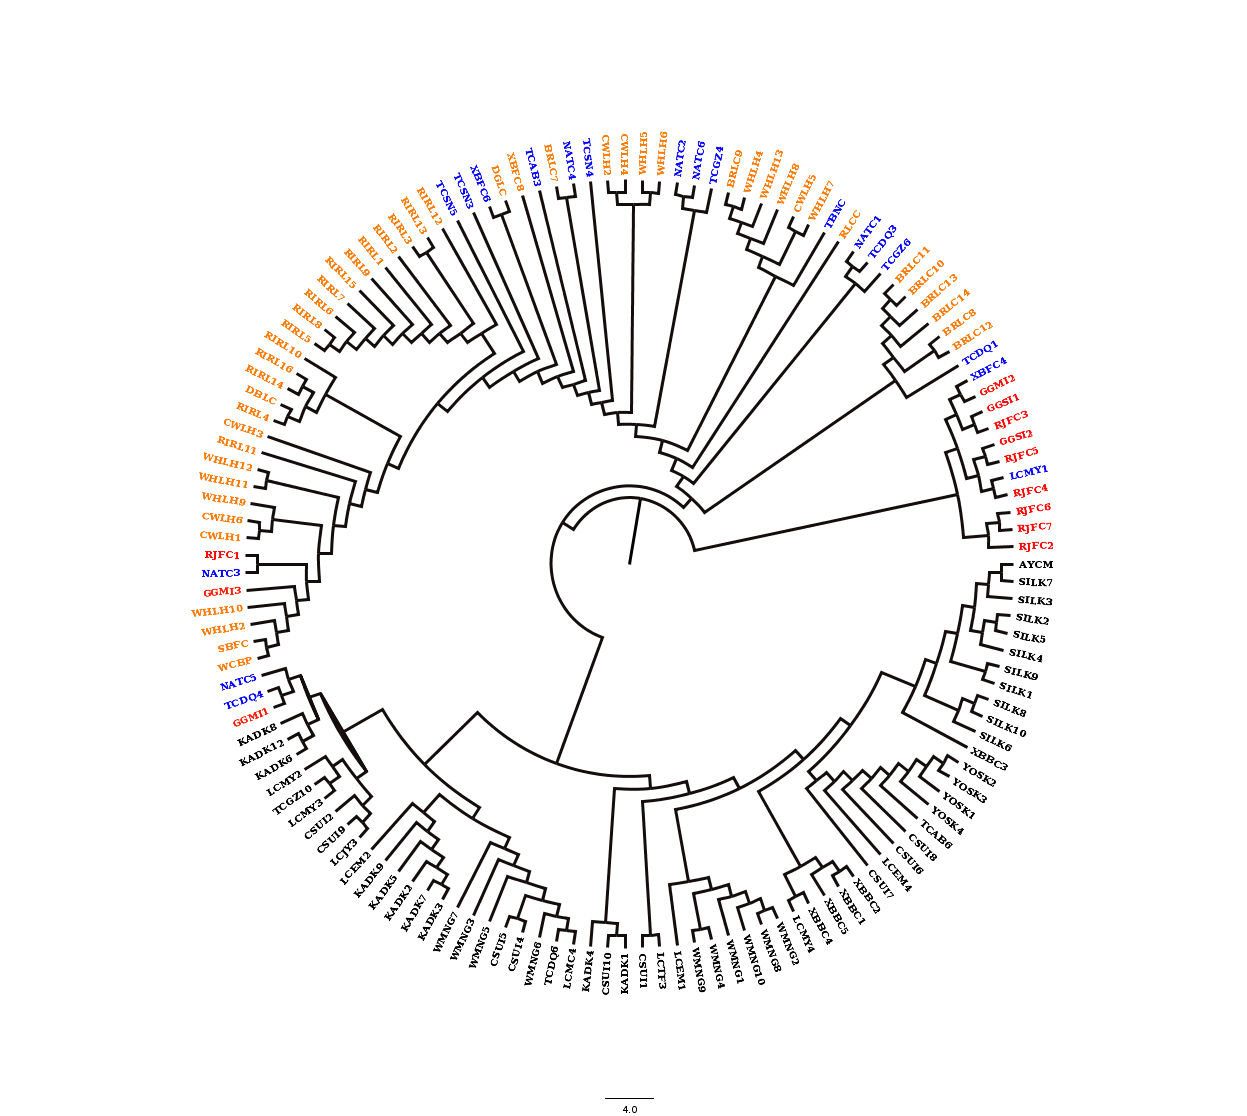 CWLH2
CWLH4
WHLH5
WHLH6
NATC2
NATC6
TCGZ4
BRLC9
WHLH4
WHLH13
WHLH8
CWLH5
WHLH7
TBNC
RLCC
NATC1
TCDQ3
TCGZ6
BRLC11
BRLC10
BRLC13
BRLC14
BRLC8
BRLC12
TCDQ1
XBFC4
GGMI2
GGSI1
RJFC3
GGSI2
RJFC5
LCMY1
RJFC4
RJFC6
RJFC7
RJFC2
AYCM
SILK7
SILK3
SILK2
SILK5
SILK4
SILK9
SILK1
SILK8
SILK10
SILK6
XBBC3
YOSK2
YOSK3
YOSK1
YOSK4
TCAB6
CSUI8
CSUI6
LCEM4
CSUI7
XBBC2
XBBC1
XBBC5
XBBC4
LCMY4
WMNG2
WMNG8
WMNG10
WMNG1
WMNG4
WMNG9
LCEM1
LCTF3
CSUI1
KADK1
CSUI10
KADK4
LCMC4
TCDQ6
WMNG6
CSUI4
CSUI5
WMNG5
WMNG3
WMNG7
KADK3
KADK7
KADK2
KADK5
KADK9
LCEM2
LCJY3
CSUI9
CSUI2
LCMY3
TCGZ10
LCMY2
KADK6
KADK12
KADK8
GGMI1
TCDQ4
NATC5
WCBP
SBFC
WHLH2
WHLH10
GGMI3
NATC3
RJFC1
CWLH1
CWLH6
WHLH9
WHLH11
WHLH12
RIRL11
CWLH3
RIRL4
DBLC
RIRL14
RIRL16
RIRL10
RIRL5
RIRL8
RIRL6
RIRL7
RIRL15
RIRL9
RIRL1
RIRL2
RIRL3
RIRL13
RIRL12
TCSN5
TCSN3
XBFC6
DGLC
XBFC8
TCAB3
BRLC7
NATC4
TCSN4
4.0